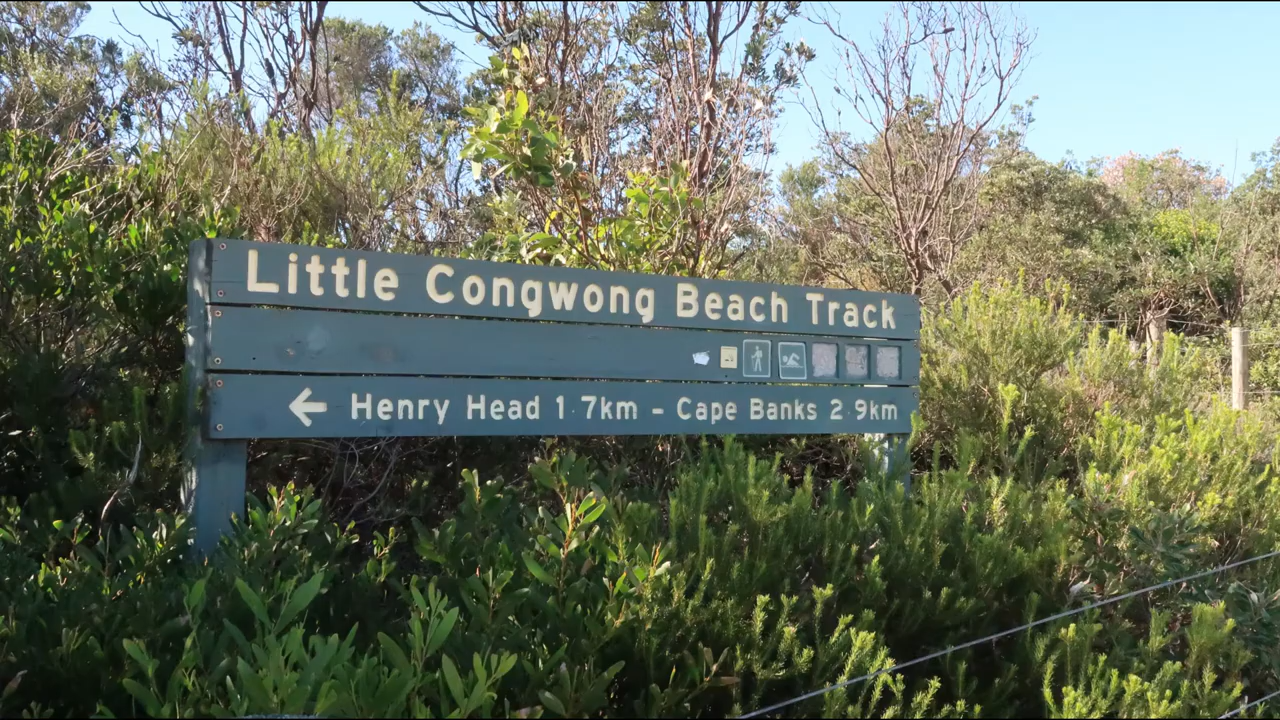 Little Congwong Beach Track
← Henry Head 1.7km - Cape Banks 2.9km